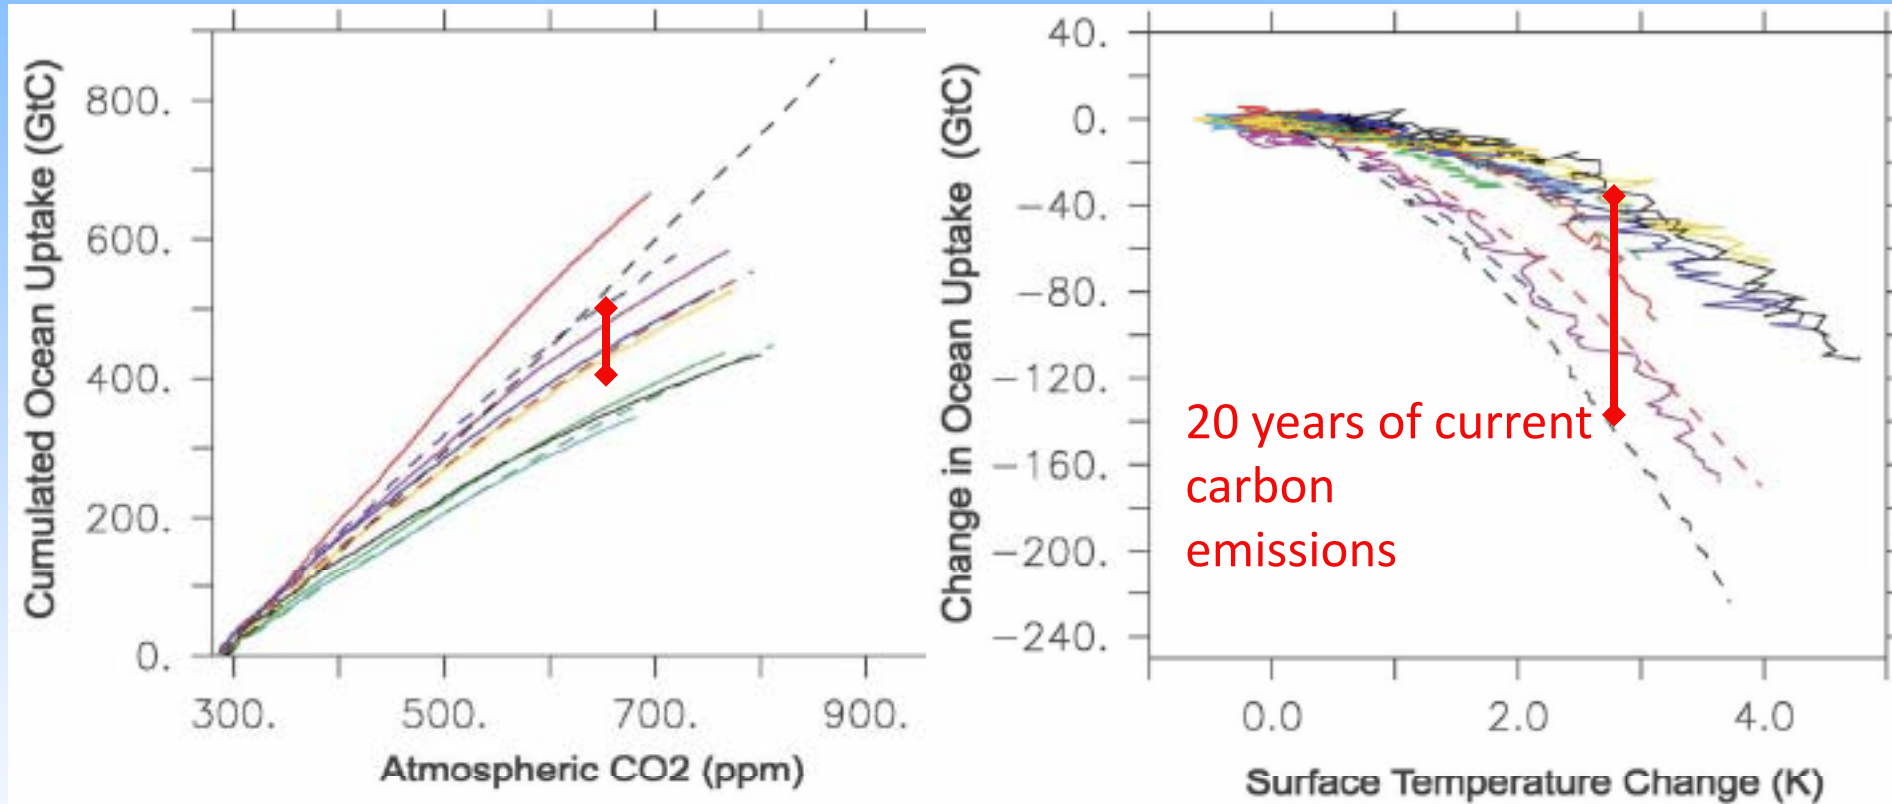 Cumulated Ocean Uptake (GtC)
800.
600.
400.
200.
0.
300.
500.
700.
900.
Atmospheric CO2 (ppm)
Change in Ocean Uptake (GtC)
40.
0.
−40.
−80.
−120.
−160.
−200.
−240.
20 years of current
carbon
emissions
0.0
2.0
4.0
Surface Temperature Change (K)